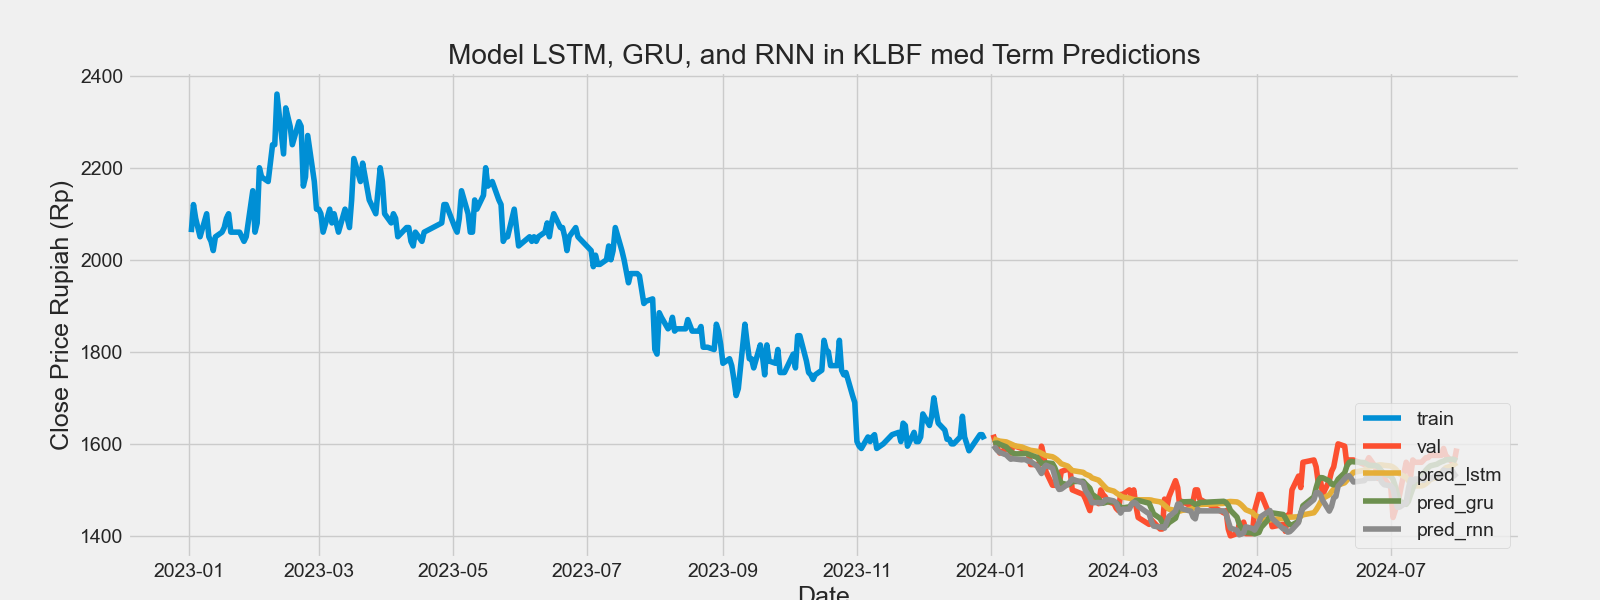 Model LSTM, GRU, and RNN in KLBF med Term Predictions
Close Price Rupiah (Rp)
2400
2200
2000
1800
1600
1400
train
val
pred_lstm
pred_gru
pred_rnn
2023-01 2023-03 2023-05 2023-07 2023-09 2023-11 2024-01 2024-03 2024-05 2024-07
Date